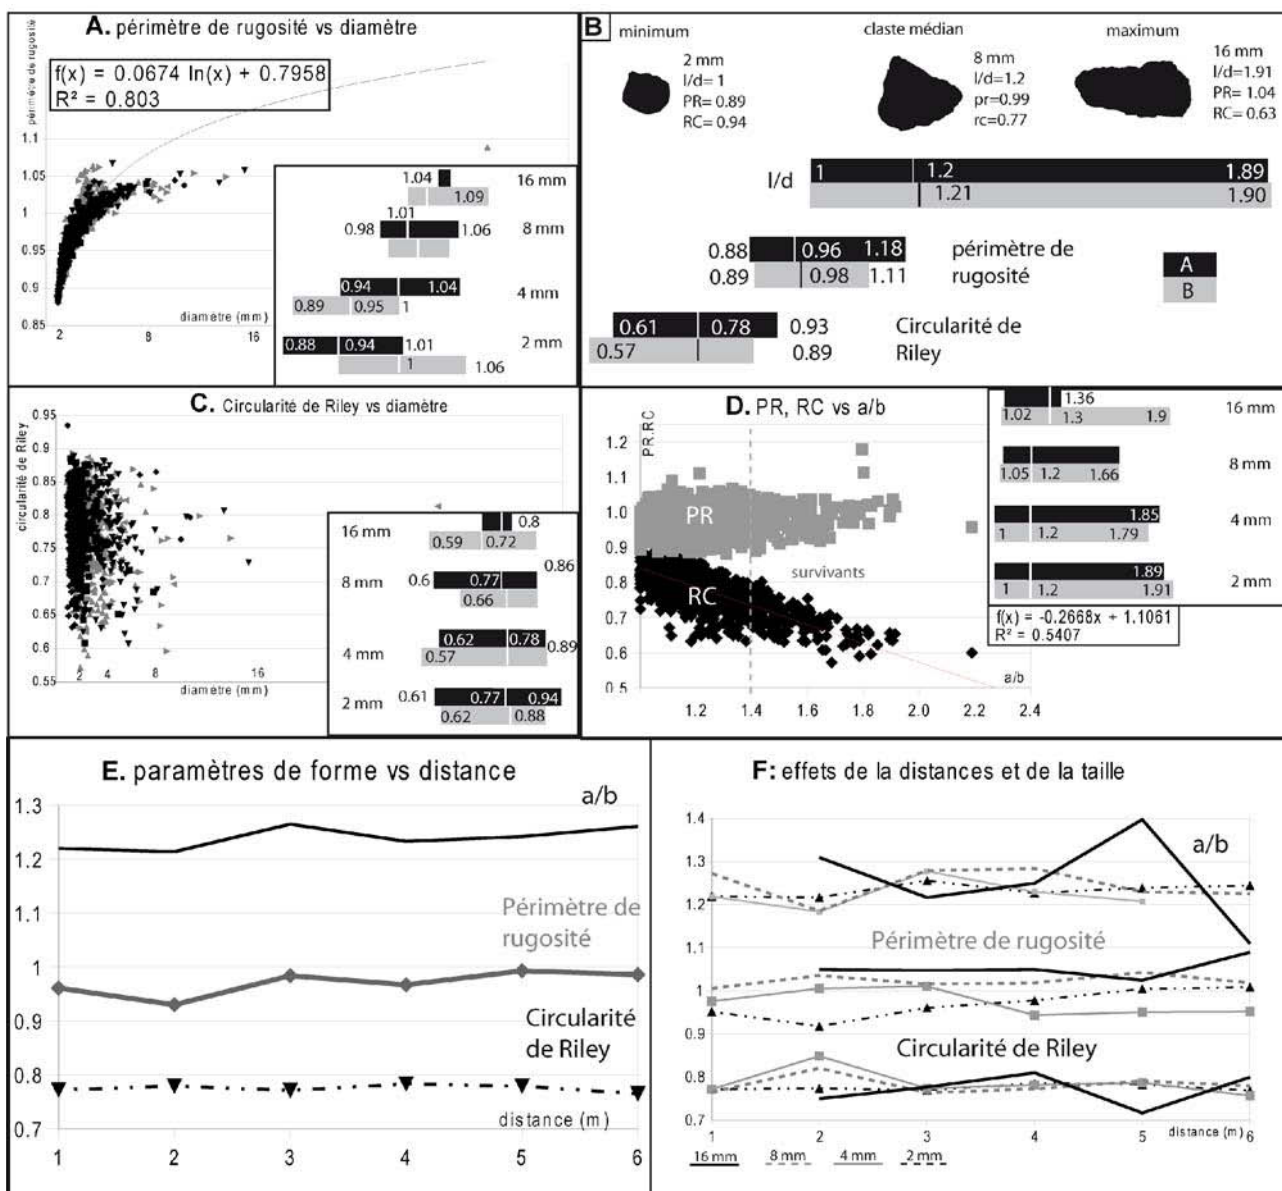 A. périmètre de rugosité vs diamètre
périmètre de rugosité
f(x) = 0.0674 ln(x) + 0.7958
R² = 0.803
1.1
1.05
1
0.95
0.9
0.85
2
8
16
diamètre (mm)
1.04
16 mm
1.09
1.01
0.98
1.06
8 mm
0.94
1.04
4 mm
0.89
0.95
1
0.88
0.94
1.01
2 mm
1
1.06
B
minimum
2 mm
l/d= 1
PR= 0.89
RC= 0.94
claste médian
8 mm
l/d=1.2
pr=0.99
rc=0.77
maximum
16 mm
l/d=1.91
PR= 1.04
RC= 0.63
l/d
1
1.2
1.89
1.21
1.90
0.88
0.96
1.18
périmètre de
rugosité
0.89
0.98
1.11
A
B
0.61
0.78
0.93
Circularité de
Riley
0.57
0.89
C. Circularité de Riley vs diamètre
circularité de Riley
0.95
0.9
0.85
0.8
0.75
0.7
0.65
0.6
0.55
2
4
8
16
diamètre (mm)
16 mm
0.8
0.59
0.72
0.86
8 mm
0.6
0.77
0.66
4 mm
0.62
0.78
0.89
0.57
2 mm
0.61
0.77
0.94
0.62
0.88
D. PR, RC vs a/b
PR.RC
1.2
1.1
1.0
0.9
0.8
0.7
0.6
0.5
PR
survivants
RC
a/b
1.2
1.4
1.6
1.8
2.0
2.2
2.4
1.36
16 mm
1.02
1.3
1.9
8 mm
1.05
1.2
1.66
1.85
4 mm
1
1.2
1.79
1.89
2 mm
1
1.2
1.91
f(x) = -0.2668x + 1.1061
R² = 0.5407
E. paramètres de forme vs distance
1.3
1.2
1.1
1
0.9
0.8
0.7
a/b
Périmètre de
rugosité
Circularité
de Riley
distance (m)
1
2
3
4
5
6
F: effets de la distances et de la taille
1.4
1.3
1.2
1.1
1
0.9
0.8
0.7
a/b
Périmètre de rugosité
Circularité de Riley
1
2
3
4
5
distance (m)
6
16 mm
8 mm
4 mm
2 mm